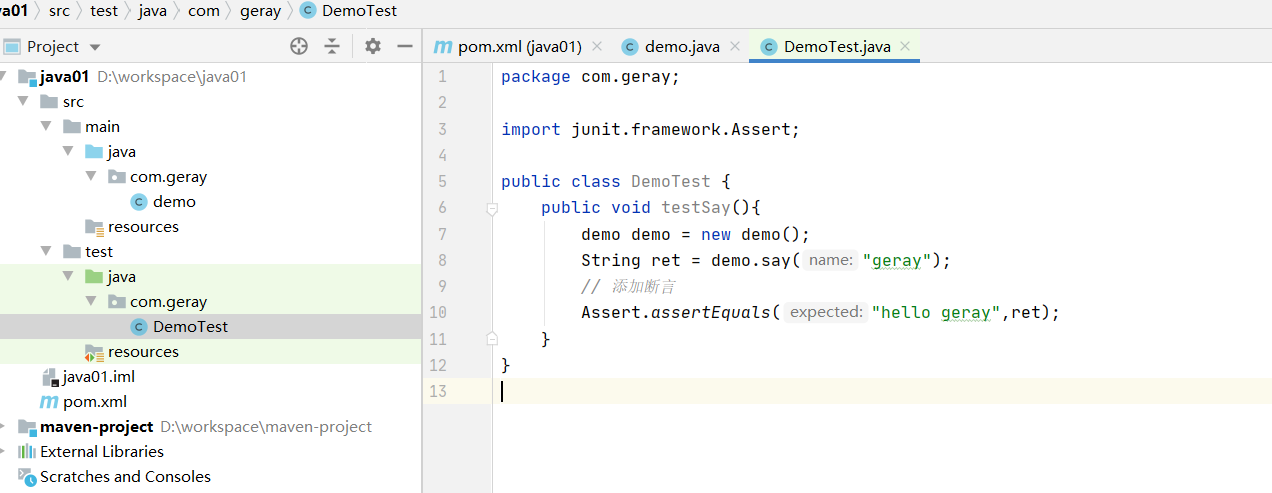 va01 src test java com geray DemoTest
Project
pom.xml (java01) demo.java DemoTest.java
java01 D:\workspace\java01
src
main
java
com.geray
demo
resources
test
java
com.geray
DemoTest
resources
java01.iml
pom.xml
maven-project D:\workspace\maven-project
External Libraries
Scratches and Consoles
1 package com.geray;
2
3 import junit.framework.Assert;
4
5 public class DemoTest {
6 public void testSay(){
7 demo demo = new demo();
8 String ret = demo.say( name: "geray");
9 // 添加断言
10 Assert.assertEquals( expected: "hello geray",ret);
11 }
12 }
13